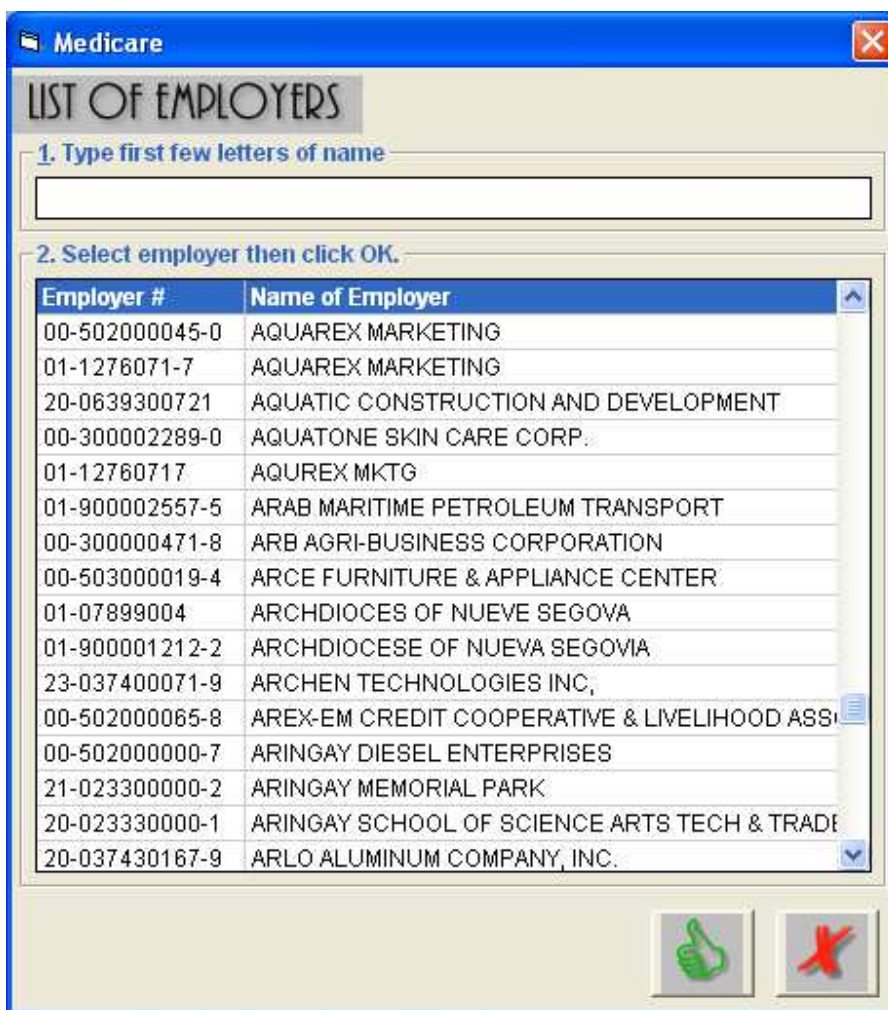 Medicare
LIST OF EMPLOYERS
1. Type first few letters of name
2. Select employer then click OK.
Employer # Name of Employer
00-502000045-0 AQUAREX MARKETING
01-1276071-7 AQUAREX MARKETING
20-0639300721 AQUATIC CONSTRUCTION AND DEVELOPMENT
00-300002289-0 AQUATONE SKIN CARE CORP.
01-12760717 AQUREX MKTG
01-900002557-5 ARAB MARITIME PETROLEUM TRANSPORT
00-300000471-8 ARB AGRI-BUSINESS CORPORATION
00-503000019-4 ARCE FURNITURE & APPLIANCE CENTER
01-07899004 ARCHDIOCES OF NUEVE SEGOVA
01-900001212-2 ARCHDIOCESE OF NUEVA SEGOVIA
23-037400071-9 ARCHEN TECHNOLOGIES INC,
00-502000065-8 AREX-EM CREDIT COOPERATIVE & LIVELIHOOD ASS
00-502000000-7 ARINGAY DIESEL ENTERPRISES
21-023300000-2 ARINGAY MEMORIAL PARK
20-023330000-1 ARINGAY SCHOOL OF SCIENCE ARTS TECH & TRADE
20-037430167-9 ARLO ALUMINUM COMPANY, INC.